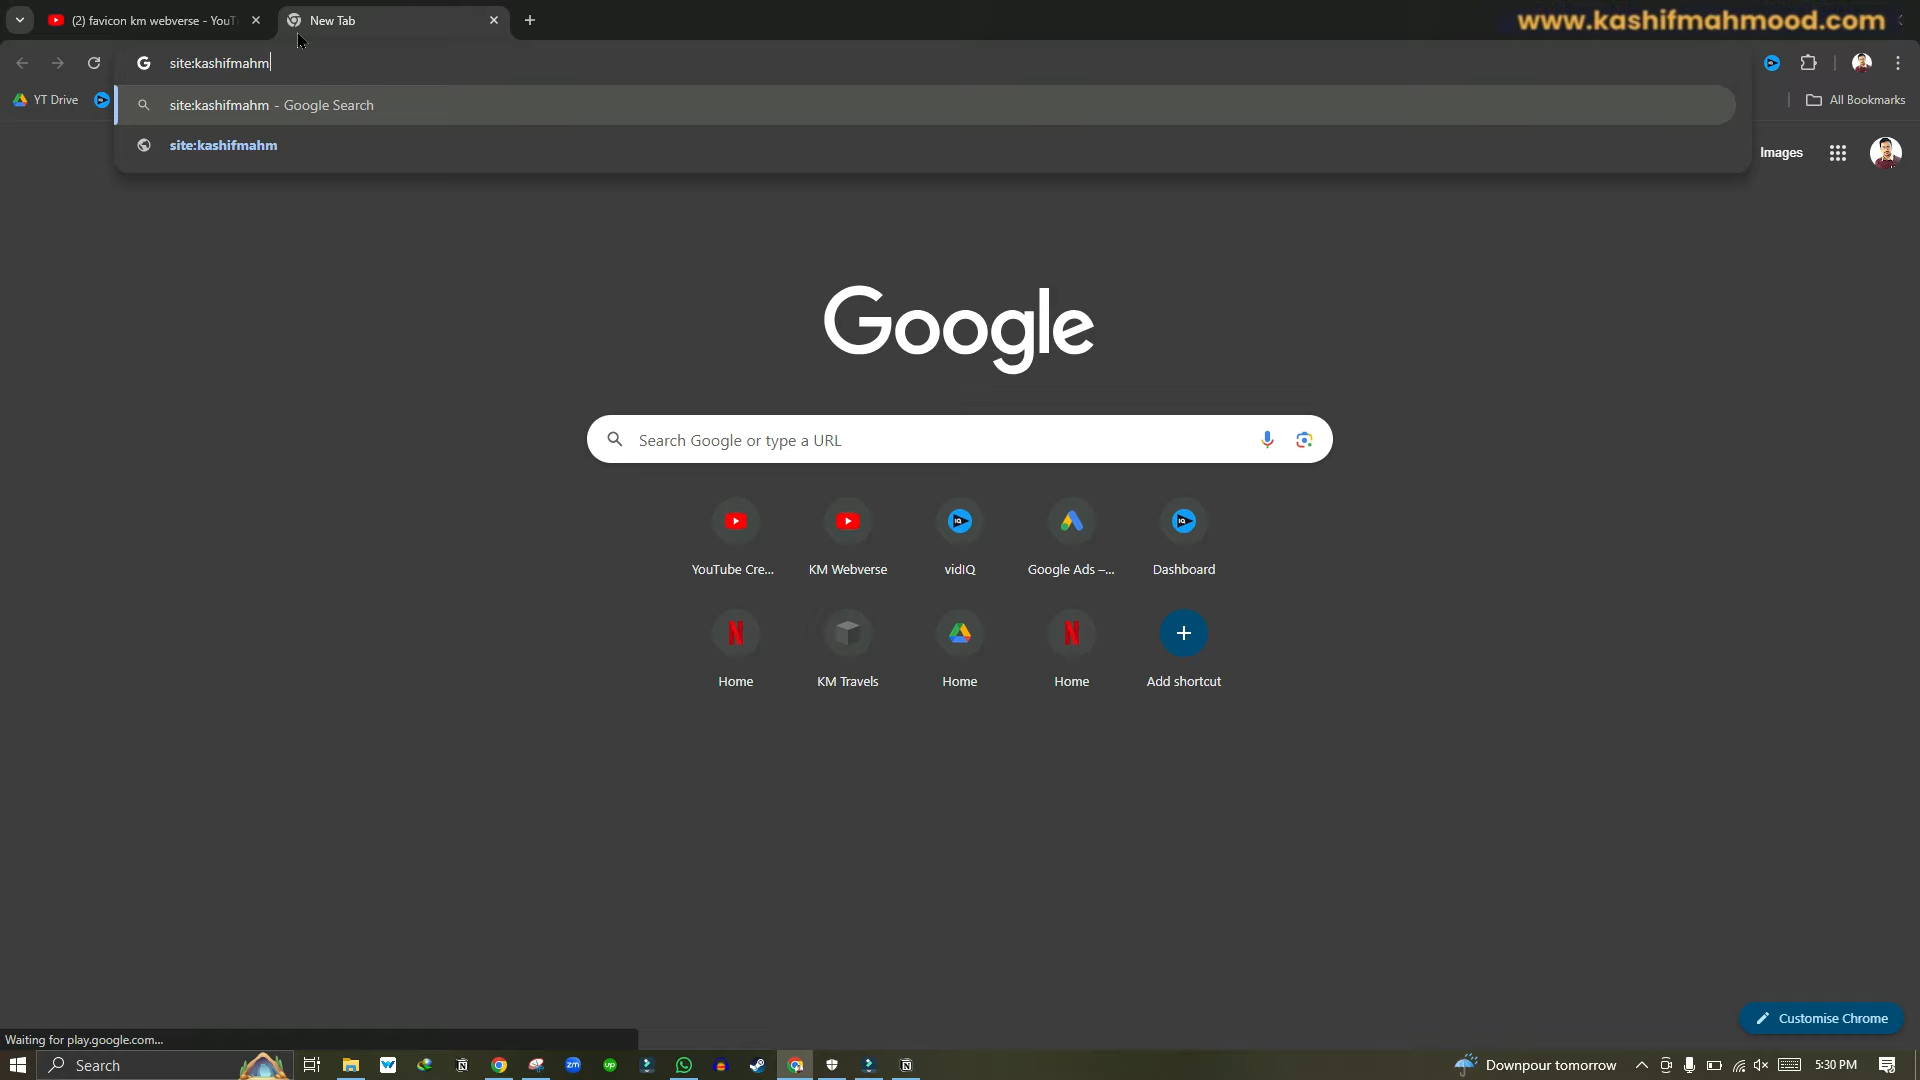 (2) favicon km webverse - YouT
New Tab
www.kashifmahmood.com
site:kashifmahm
site:kashifmahm - Google Search
site:kashifmahm
YT Drive
All Bookmarks
Images
Google
Search Google or type a URL
YouTube Cre...
KM Webverse
vidIQ
Google Ads –...
Dashboard
Home
KM Travels
Home
Home
Add shortcut
Customise Chrome
Waiting for play.google.com...
Search
Downpour tomorrow
5:30 PM